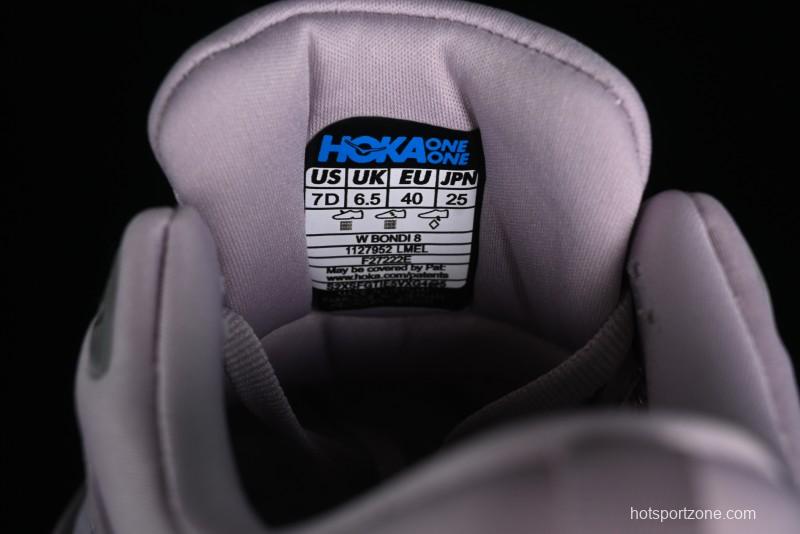 HOKA ONE ONE
US UK EU JPN
7D 6.5 40 25
W BONDI 8
1127952 LMEL
F27222E
May be covered by Pat:
www.hoka.com/patents
hotsportzone.com